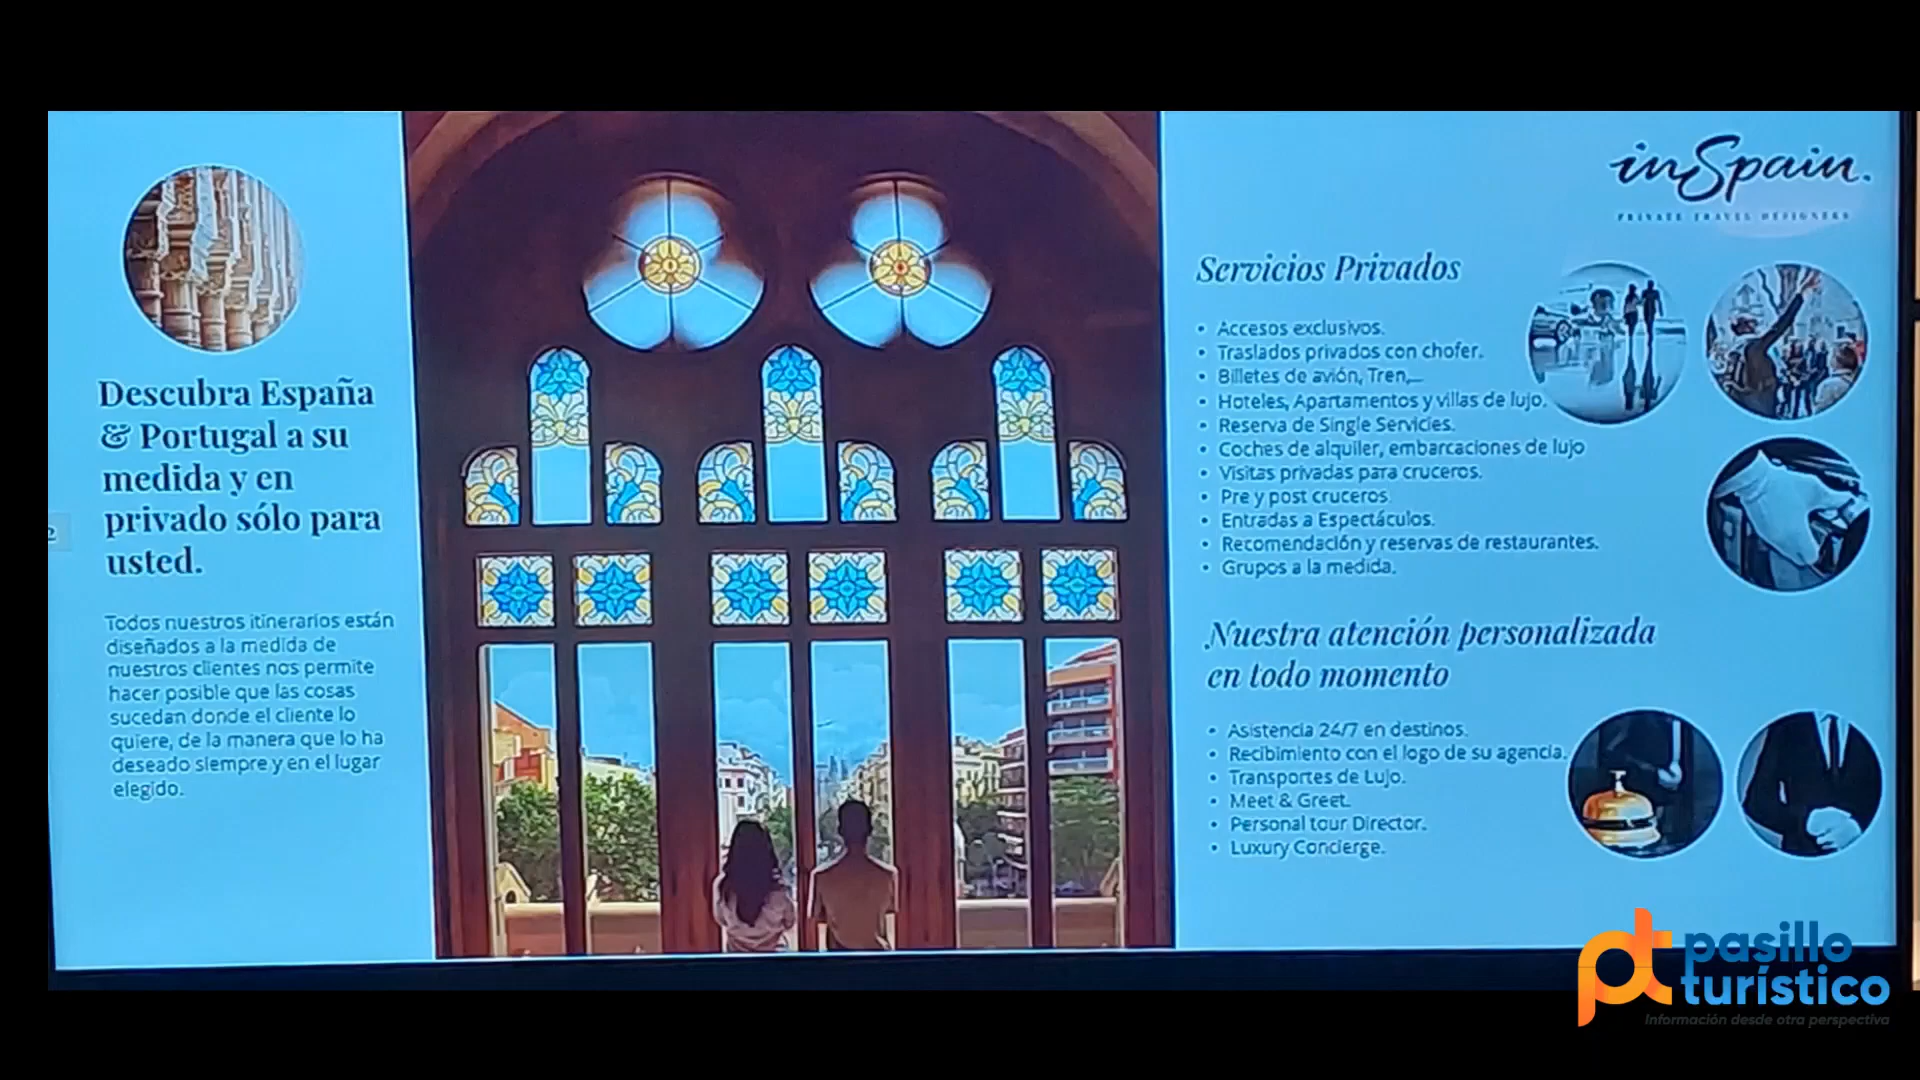 Descubra España
& Portugal a su
medida y en
privado sólo para
usted.
Todos nuestros itinerarios están
diseñados a la medida de
nuestros clientes nos permite
hacer posible que las cosas
sucedan donde el cliente lo
quiere, de la manera que lo ha
deseado siempre y en el lugar
elegido.
inSpain.
PRIVATE TRAVEL DESIGNERS
Servicios Privados
• Accesos exclusivos.
• Traslados privados con chofer.
• Billetes de avión, Tren,...
• Hoteles, Apartamentos y villas de lujo.
• Reserva de Single Servicies.
• Coches de alquiler, embarcaciones de lujo
• Visitas privadas para cruceros.
• Pre y post cruceros
• Entradas a Espectáculos.
• Recomendación y reservas de restaurantes.
• Grupos a la medida.
Nuestra atención personalizada
en todo momento
• Asistencia 24/7 en destinos.
• Recibimiento con el logo de su agencia.
• Transportes de Lujo.
• Meet & Greet.
• Personal tour Director.
• Luxury Concierge.
pt pasillo
turístico
Información desde otra perspectiva